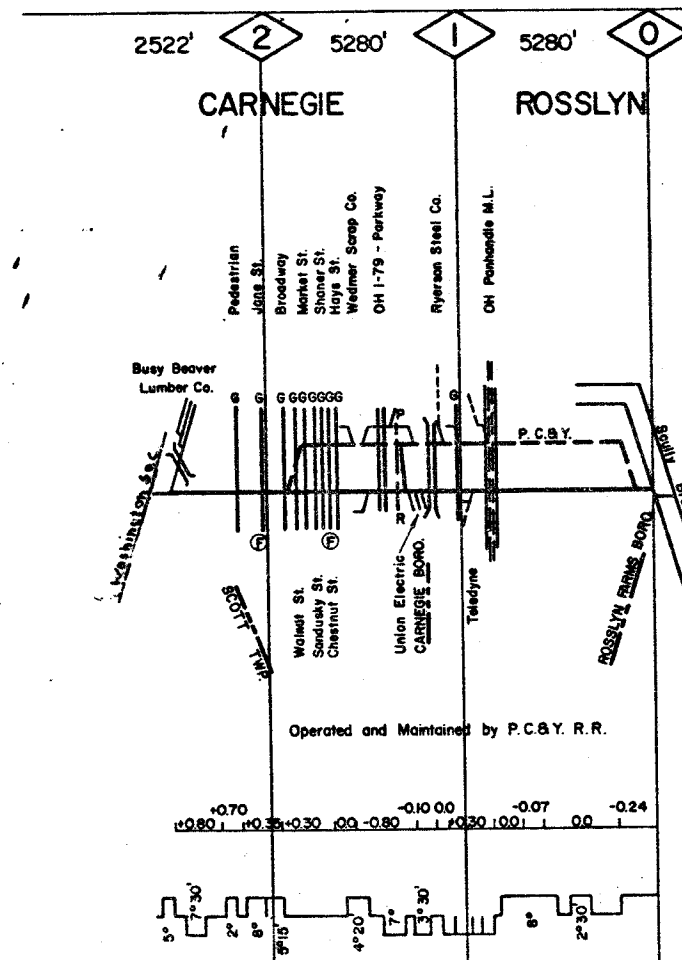 2522' 2 5280' 1 5280' 0
CARNEGIE ROSSLYN
Pedestrian
Jane St.
Broadway
Market St.
Shaner St.
Hays St.
Wedmer Scrap Co.
OH I-79 - Parkway
Ryerson Steel Co.
OH Panhandle M.L.
Busy Beaver
Lumber Co.
G G G GGGGGG G
P
P.C.&Y.
Washington Sec.
R
F F
SCOTT TWP.
Walnut St.
Sandusky St.
Chestnut St.
Union Electric
CARNEGIE BORO.
Teledyne
ROSSLYN FARMS BORO.
Operated and Maintained by P.C.&Y. R.R.
+0.70 -0.10 0.0 -0.07 -0.24
+0.80 +0.35 +0.30 0.0 -0.80 +0.30 0.0 0.0
5° 7°30' 2° 8° 5°15' 4°20' 7° 3°30' 8° 2°30'